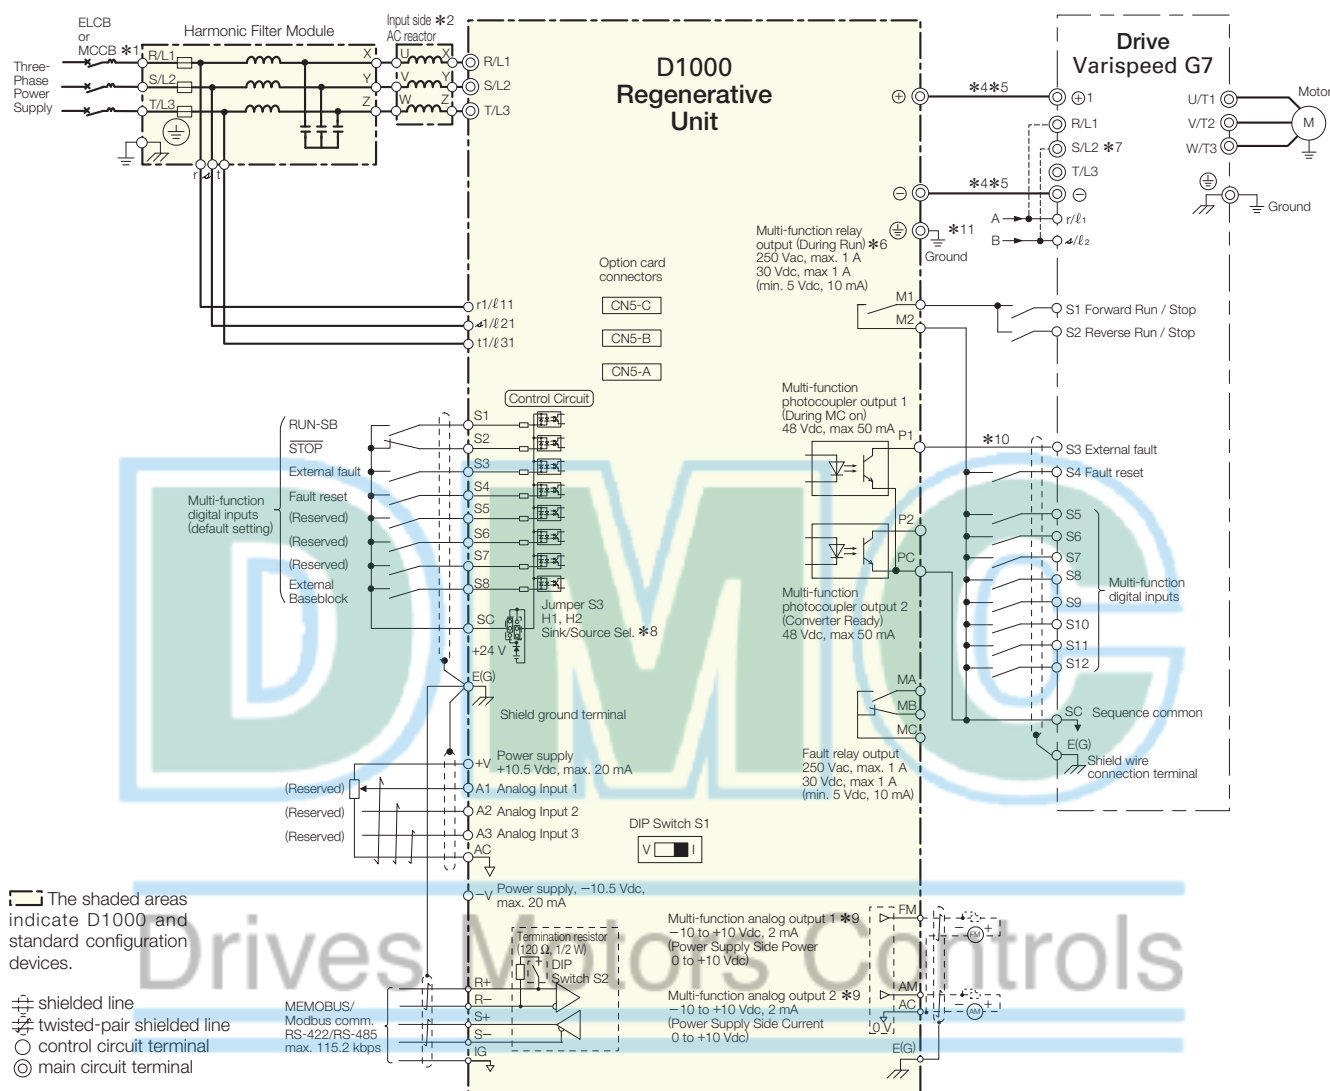 ELCB
or
MCCB *1
Three-
Phase
Power
Supply
Harmonic Filter Module
R/L1
S/L2
T/L3
X
Y
Z
r
s
t
Input side *2
AC reactor
U X
V Y
W Z
R/L1
S/L2
T/L3
D1000
Regenerative
Unit
Drive
Varispeed G7
⊕
*4*5
⊕1
R/L1
S/L2 *7
T/L3
⊖
*4*5
⊖
A
r/ℓ1
B
s/ℓ2
U/T1
V/T2
W/T3
Motor
M
Ground
*11
Ground
Multi-function relay
output (During Run) *6
250 Vac, max. 1 A
30 Vdc, max 1 A
(min. 5 Vdc, 10 mA)
M1
M2
S1 Forward Run / Stop
S2 Reverse Run / Stop
Option card
connectors
CN5-C
CN5-B
CN5-A
r1/ℓ11
s1/ℓ21
t1/ℓ31
Control Circuit
Multi-function
digital inputs
(default setting)
RUN-SB
STOP
External fault
Fault reset
(Reserved)
(Reserved)
(Reserved)
External
Baseblock
S1
S2
S3
S4
S5
S6
S7
S8
SC
+24 V
Jumper S3
H1, H2
Sink/Source Sel. *8
E(G)
Shield ground terminal
Multi-function
photocoupler output 1
(During MC on)
48 Vdc, max 50 mA
P1
*10
S3 External fault
S4 Fault reset
P2
PC
Multi-function
photocoupler output 2
(Converter Ready)
48 Vdc, max 50 mA
S5
S6
S7
S8
S9
S10
S11
S12
Multi-function
digital inputs
MA
MB
MC
Fault relay output
250 Vac, max. 1 A
30 Vdc, max 1 A
(min. 5 Vdc, 10 mA)
SC Sequence common
E(G)
Shield wire
connection terminal
+V Power supply
+10.5 Vdc, max. 20 mA
(Reserved) A1 Analog Input 1
(Reserved) A2 Analog Input 2
(Reserved) A3 Analog Input 3
AC
−V Power supply, −10.5 Vdc,
max. 20 mA
DIP Switch S1
V I
DMC
Drives Motors Controls
The shaded areas
indicate D1000 and
standard configuration
devices.
shielded line
twisted-pair shielded line
control circuit terminal
main circuit terminal
MEMOBUS/
Modbus comm.
RS-422/RS-485
max. 115.2 kbps
R+
R−
S+
S−
IG
Termination resistor
(120 Ω, 1/2 W)
DIP
Switch S2
Multi-function analog output 1 *9
−10 to +10 Vdc, 2 mA
(Power Supply Side Power
0 to +10 Vdc)
FM
+
FM
Multi-function analog output 2 *9
−10 to +10 Vdc, 2 mA
(Power Supply Side Current
0 to +10 Vdc)
AM
AC
0 V
+
AM
E(G)